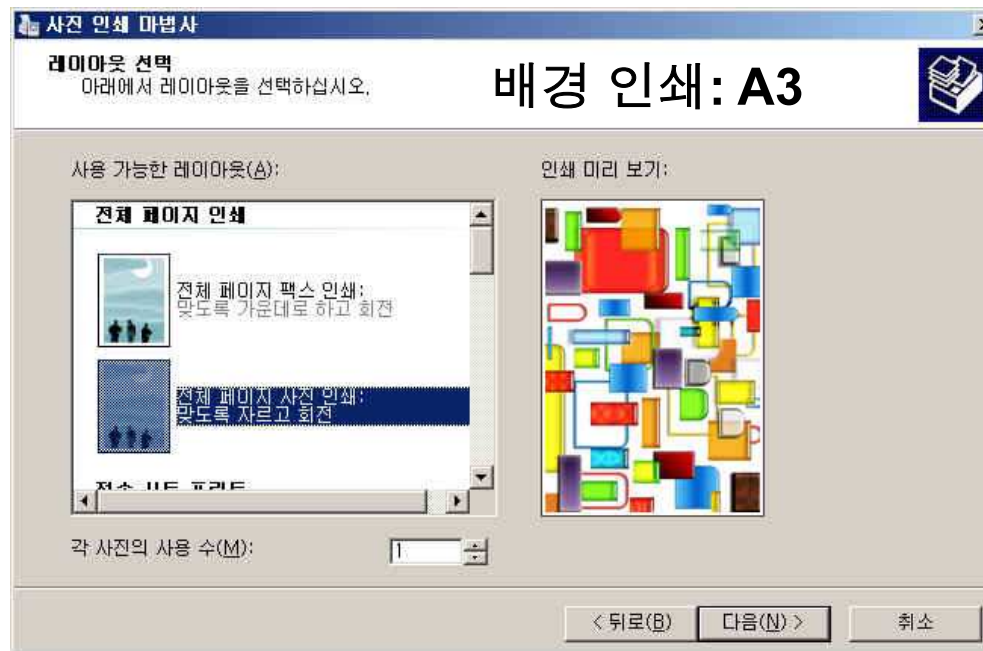 사진 인쇄 마법사
레이아웃 선택
아래에서 레이아웃을 선택하십시오.
배경 인쇄: A3
사용 가능한 레이아웃(A):
인쇄 미리 보기:
전체 페이지 인쇄
전체 페이지 팩스 인쇄:
맞도록 가운데로 하고 회전
전체 페이지 사진 인쇄:
맞도록 자르고 회전
시트 프린트
각 사진의 사용 수(M):
1
< 뒤로(B)
다음(N) >
취소